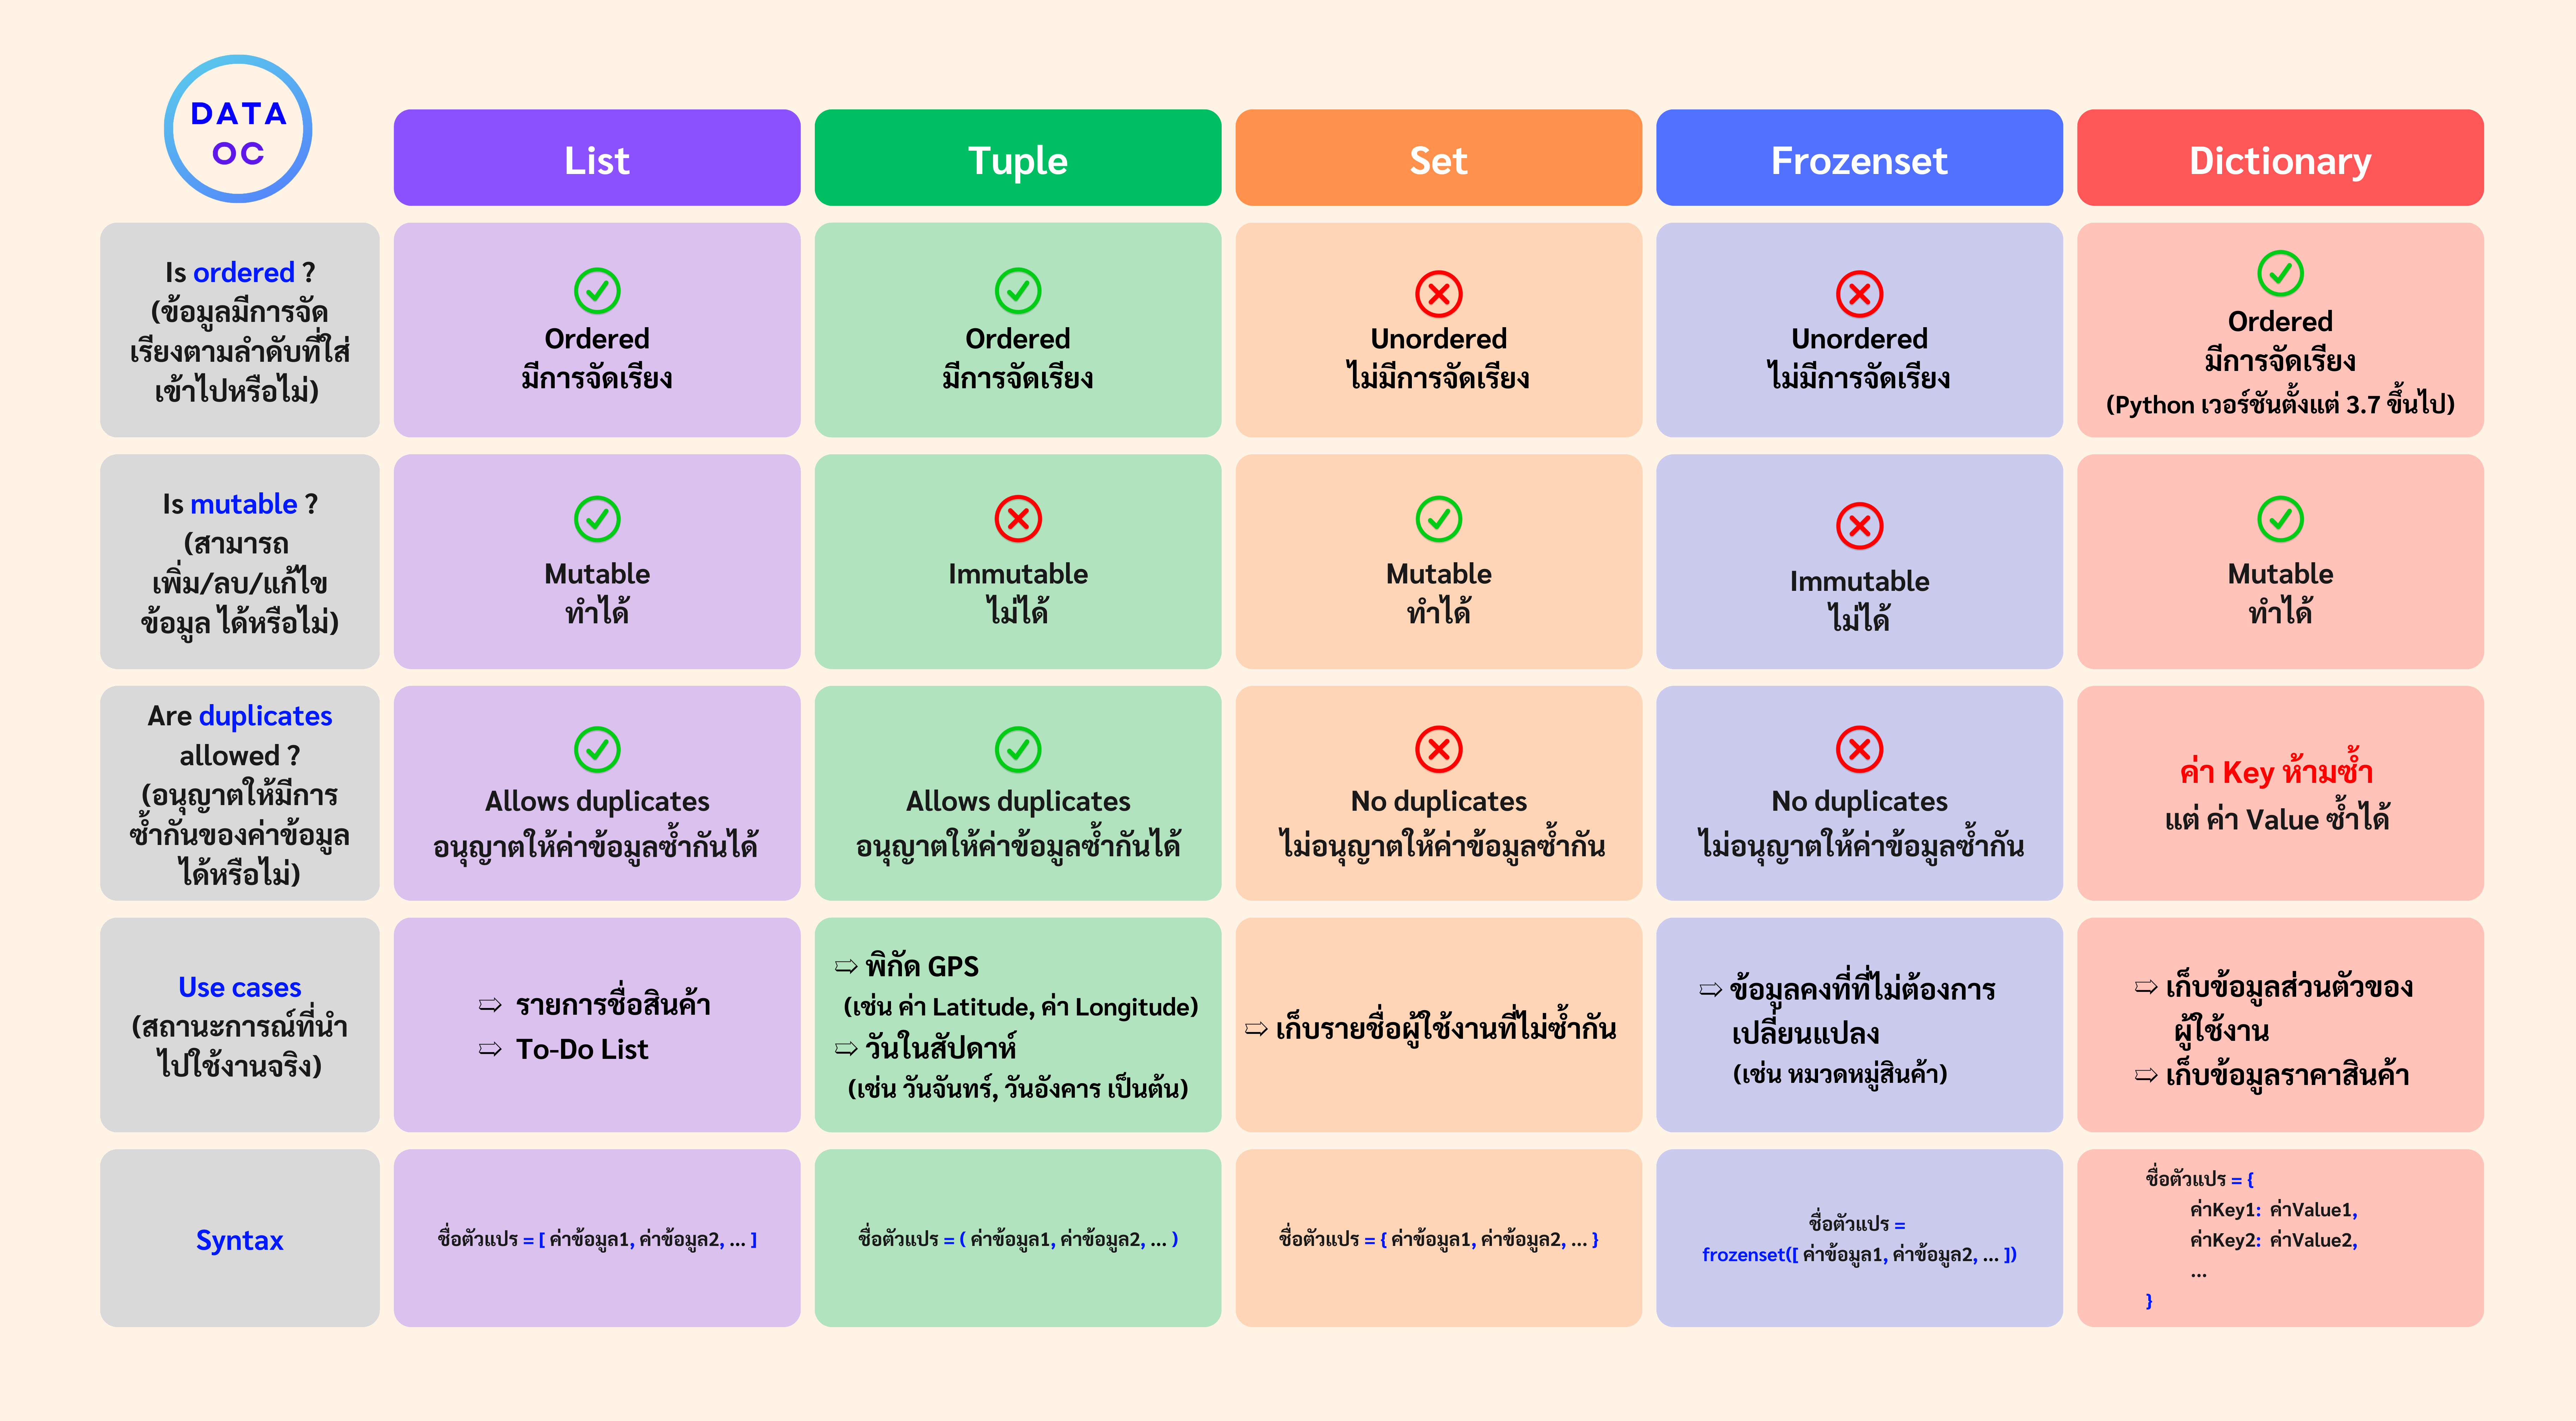 DATA
OC
List
Tuple
Set
Frozenset
Dictionary
Is ordered ?
(ข้อมูลมีการจัด
เรียงตามลำดับที่ใส่
เข้าไปหรือไม่)
Ordered
มีการจัดเรียง
Ordered
มีการจัดเรียง
Unordered
ไม่มีการจัดเรียง
Unordered
ไม่มีการจัดเรียง
Ordered
มีการจัดเรียง
(Python เวอร์ชันตั้งแต่ 3.7 ขึ้นไป)
Is mutable ?
(สามารถ
เพิ่ม/ลบ/แก้ไข
ข้อมูล ได้หรือไม่)
Mutable
ทำได้
Immutable
ไม่ได้
Mutable
ทำได้
Immutable
ไม่ได้
Mutable
ทำได้
Are duplicates
allowed ?
(อนุญาตให้มีการ
ซ้ำกันของค่าข้อมูล
ได้หรือไม่)
Allows duplicates
อนุญาตให้ค่าข้อมูลซ้ำกันได้
Allows duplicates
อนุญาตให้ค่าข้อมูลซ้ำกันได้
No duplicates
ไม่อนุญาตให้ค่าข้อมูลซ้ำกัน
No duplicates
ไม่อนุญาตให้ค่าข้อมูลซ้ำกัน
ค่า Key ห้ามซ้ำ
แต่ ค่า Value ซ้ำได้
Use cases
(สถานะการณ์ที่นำ
ไปใช้งานจริง)
⇨ รายการชื่อสินค้า
⇨ To-Do List
⇨ พิกัด GPS
(เช่น ค่า Latitude, ค่า Longitude)
⇨ วันในสัปดาห์
(เช่น วันจันทร์, วันอังคาร เป็นต้น)
⇨ เก็บรายชื่อผู้ใช้งานที่ไม่ซ้ำกัน
⇨ ข้อมูลคงที่ที่ไม่ต้องการ
เปลี่ยนแปลง
(เช่น หมวดหมู่สินค้า)
⇨ เก็บข้อมูลส่วนตัวของ
ผู้ใช้งาน
⇨ เก็บข้อมูลราคาสินค้า
Syntax
ชื่อตัวแปร = [ ค่าข้อมูล1, ค่าข้อมูล2, ... ]
ชื่อตัวแปร = ( ค่าข้อมูล1, ค่าข้อมูล2, ... )
ชื่อตัวแปร = { ค่าข้อมูล1, ค่าข้อมูล2, ... }
ชื่อตัวแปร =
frozenset([ ค่าข้อมูล1, ค่าข้อมูล2, ... ])
ชื่อตัวแปร = {
ค่าKey1: ค่าValue1,
ค่าKey2: ค่าValue2,
...
}